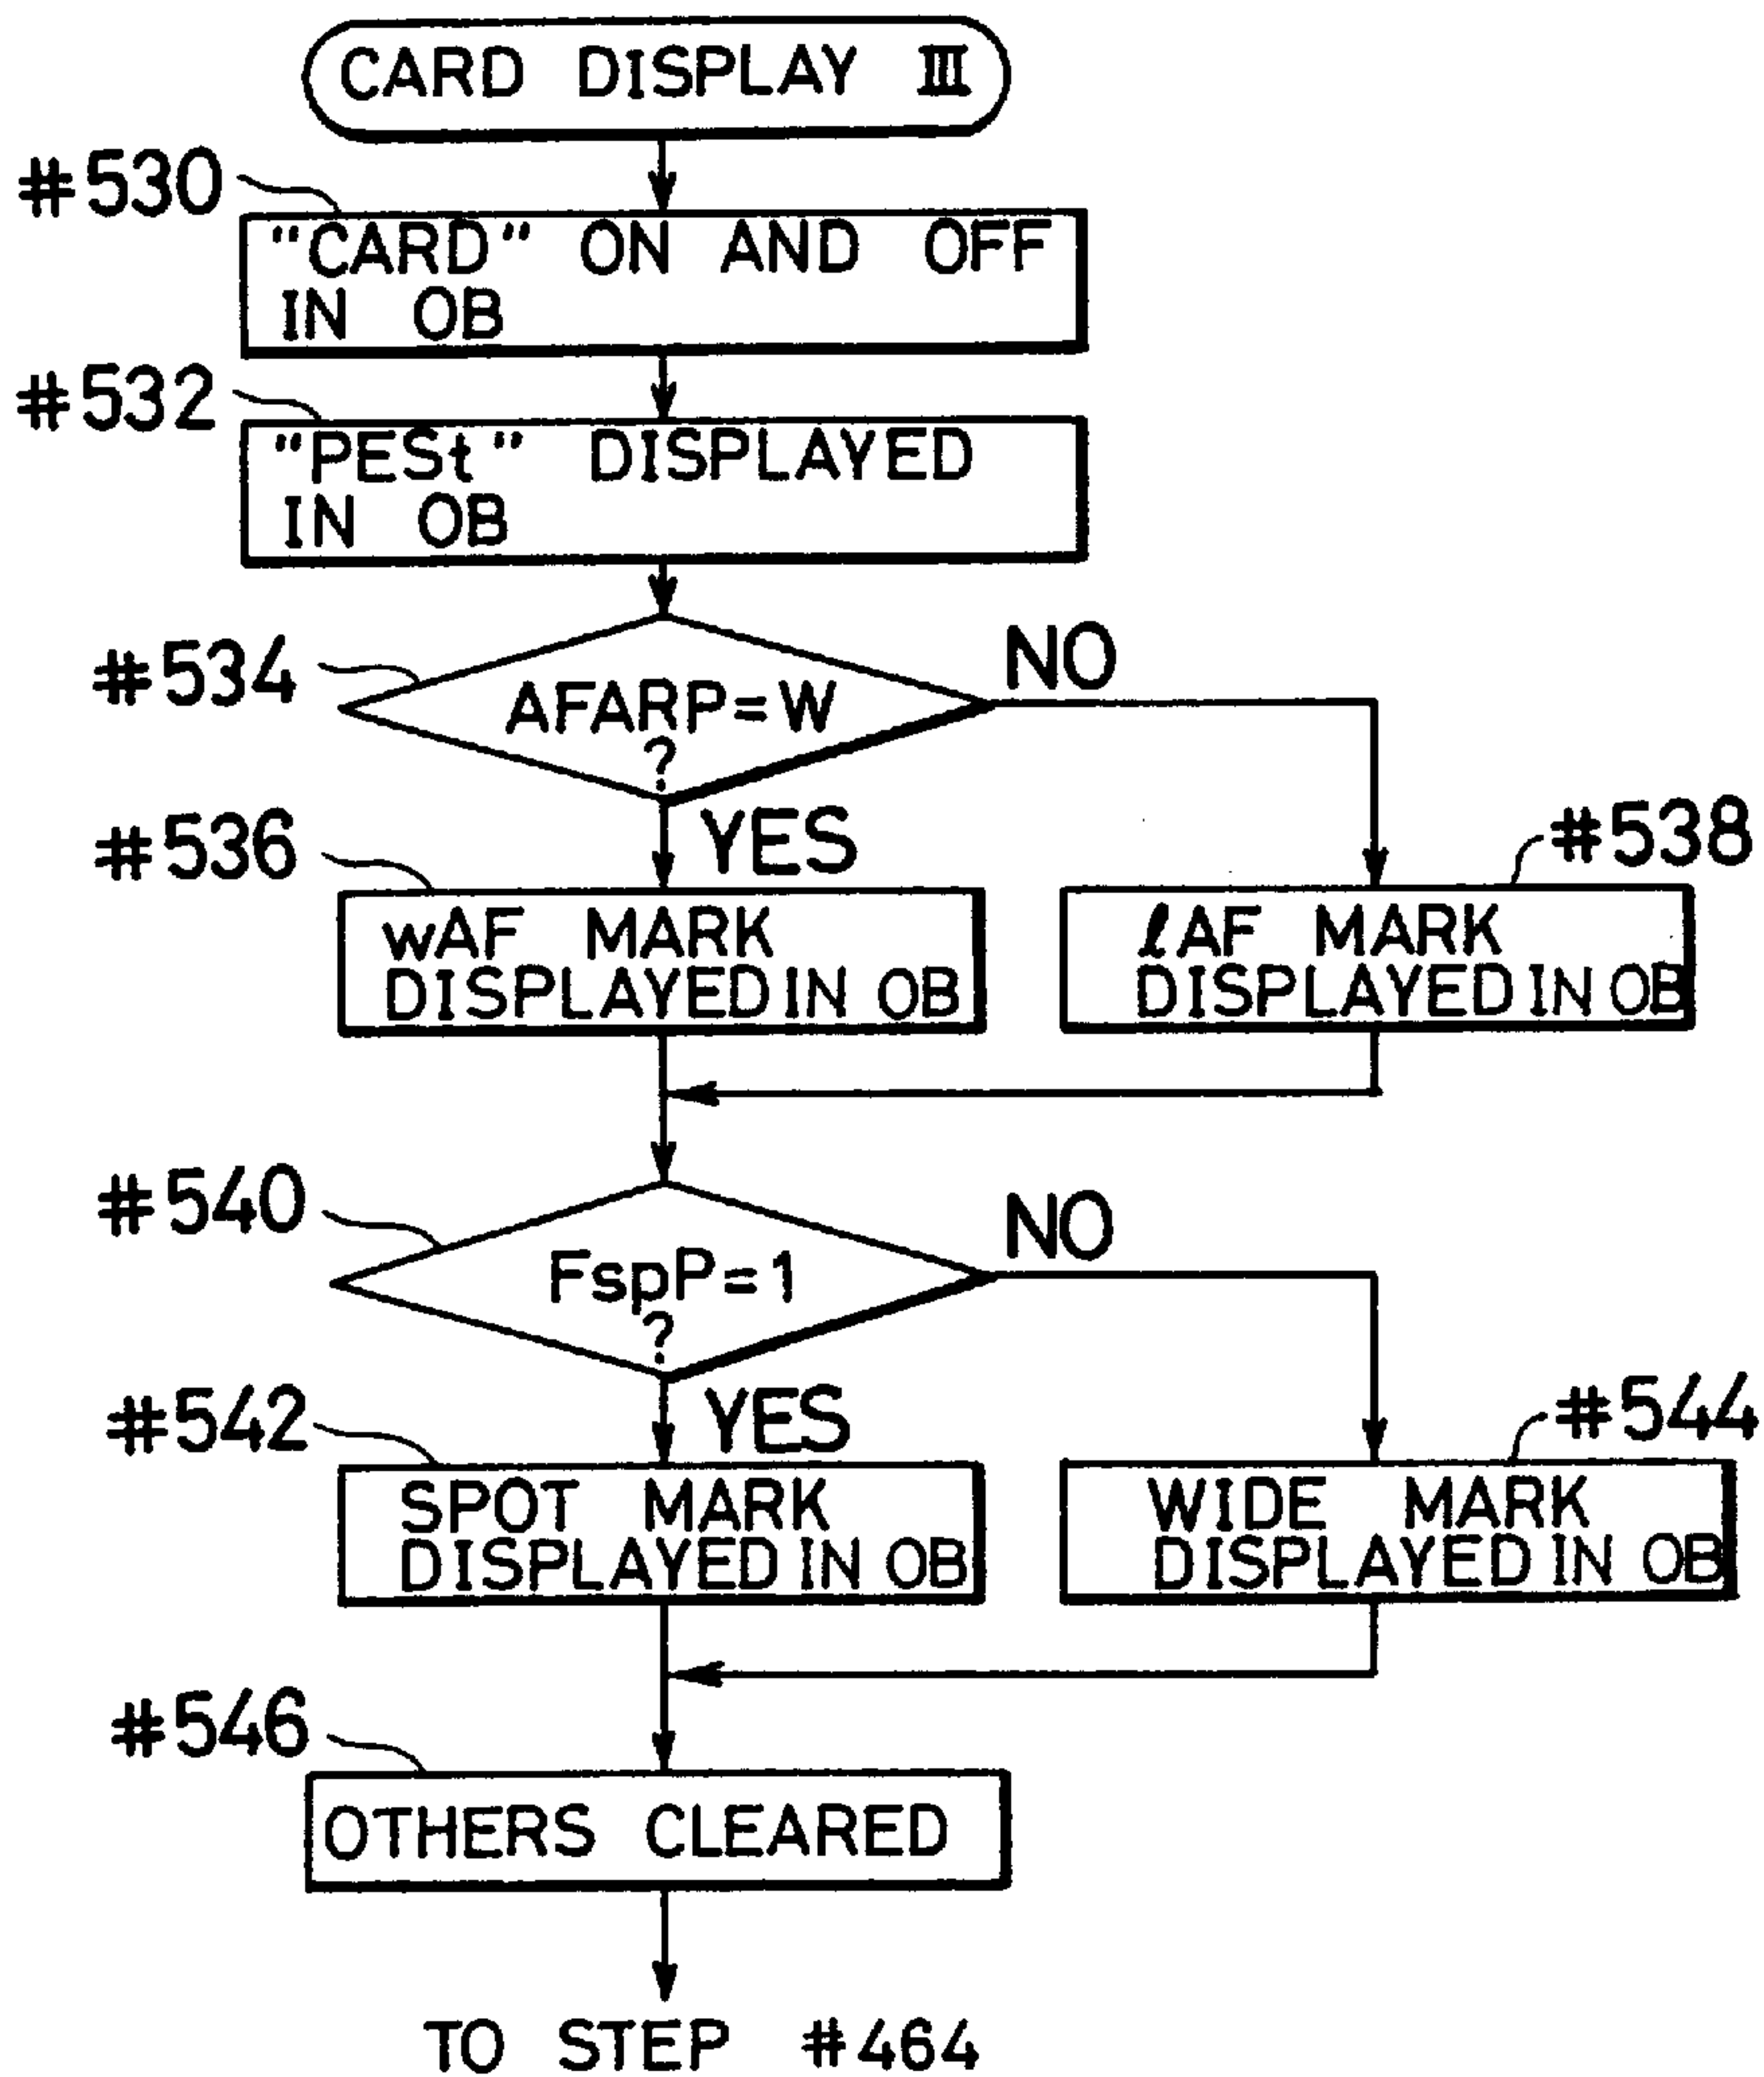 CARD DISPLAY III
#530
"CARD" ON AND OFF
IN OB
#532
"PESt" DISPLAYED
IN OB
#534
AFARP=W
?
NO
YES
#536
wAF MARK
DISPLAYED IN OB
#538
ℓAF MARK
DISPLAYED IN OB
#540
FspP=1
?
NO
YES
#542
SPOT MARK
DISPLAYED IN OB
#544
WIDE MARK
DISPLAYED IN OB
#546
OTHERS CLEARED
TO STEP #464